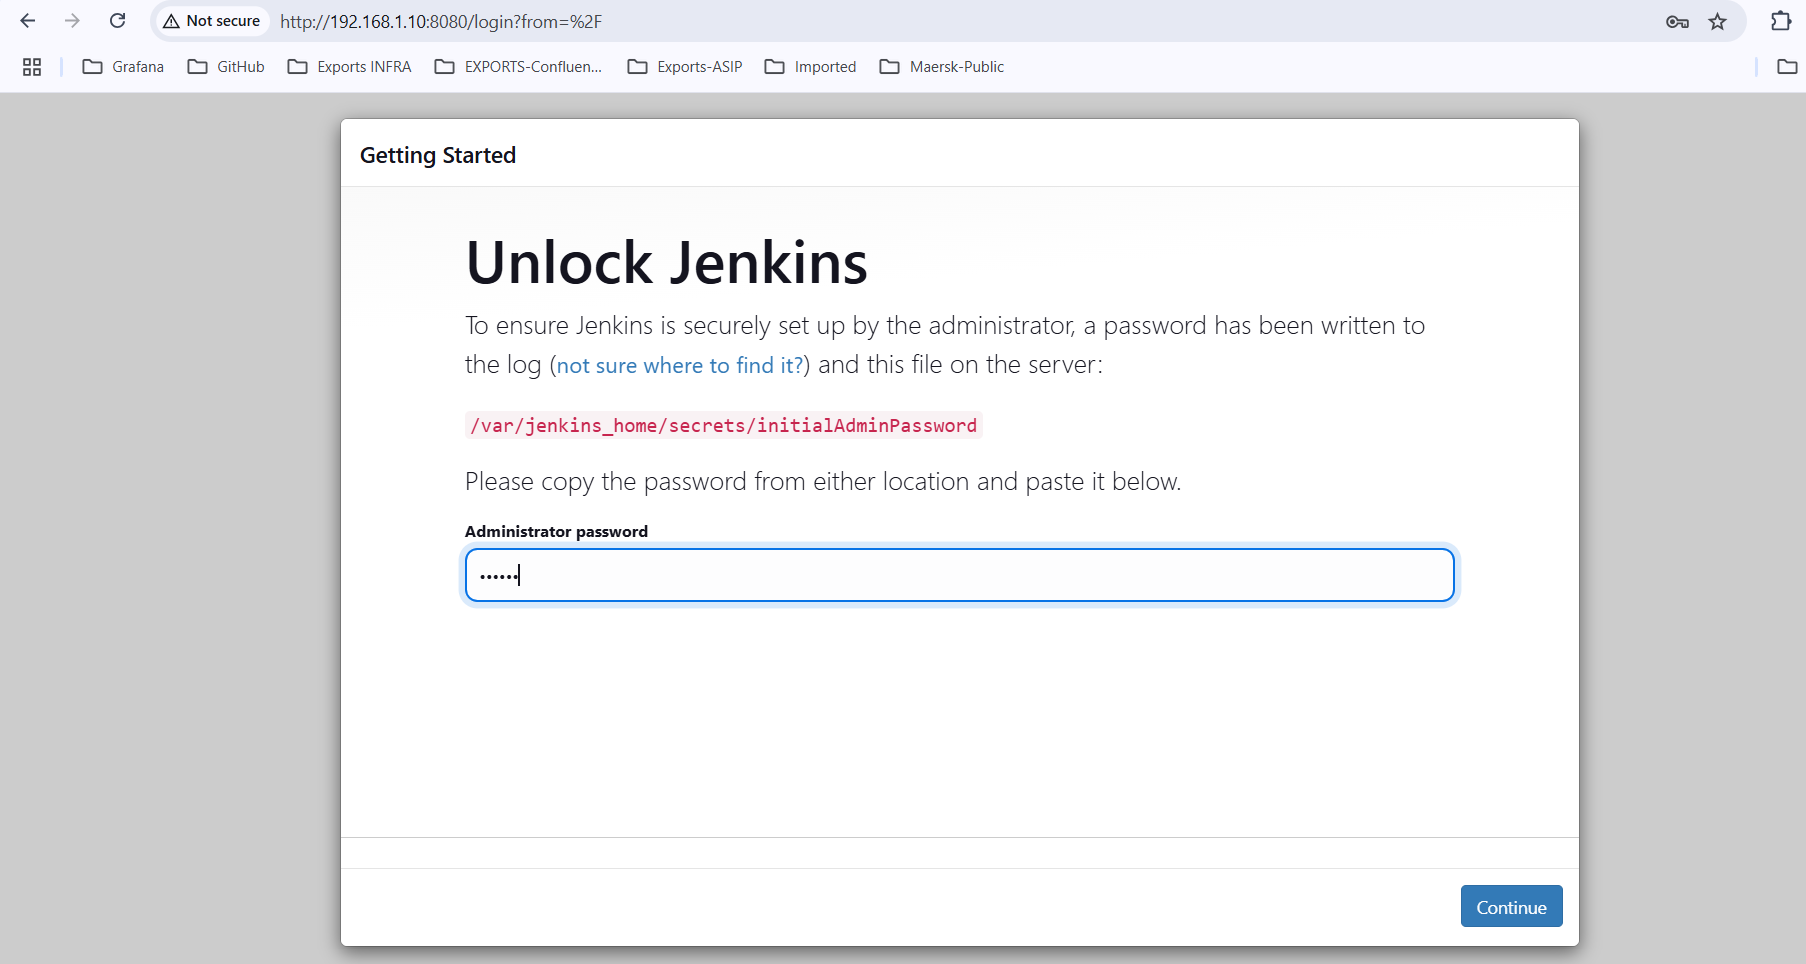 Not secure
http://192.168.1.10:8080/login?from=%2F
Grafana
GitHub
Exports INFRA
EXPORTS-Confluen...
Exports-ASIP
Imported
Maersk-Public
Getting Started
Unlock Jenkins
To ensure Jenkins is securely set up by the administrator, a password has been written to
the log (not sure where to find it?) and this file on the server:
/var/jenkins_home/secrets/initialAdminPassword
Please copy the password from either location and paste it below.
Administrator password
••••••
Continue